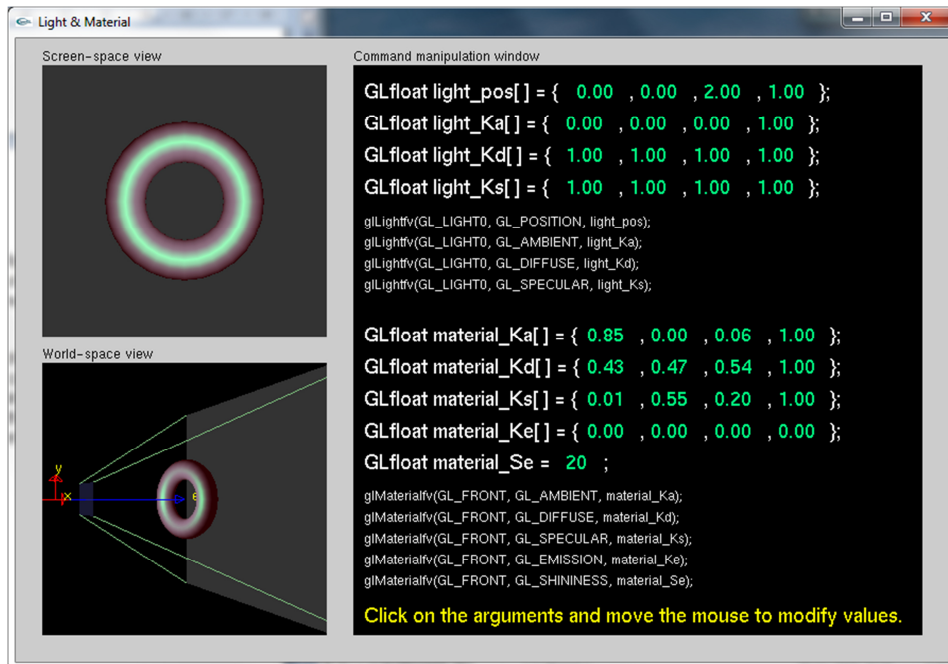 Light & Material
Screen-space view
Command manipulation window
GLfloat light_pos[ ] = { 0.00 , 0.00 , 2.00 , 1.00 };
GLfloat light_Ka[ ] = { 0.00 , 0.00 , 0.00 , 1.00 };
GLfloat light_Kd[ ] = { 1.00 , 1.00 , 1.00 , 1.00 };
GLfloat light_Ks[ ] = { 1.00 , 1.00 , 1.00 , 1.00 };
glLightfv(GL_LIGHT0, GL_POSITION, light_pos);
glLightfv(GL_LIGHT0, GL_AMBIENT, light_Ka);
glLightfv(GL_LIGHT0, GL_DIFFUSE, light_Kd);
glLightfv(GL_LIGHT0, GL_SPECULAR, light_Ks);
World-space view
y
x
GLfloat material_Ka[ ] = { 0.85 , 0.00 , 0.06 , 1.00 };
GLfloat material_Kd[ ] = { 0.43 , 0.47 , 0.54 , 1.00 };
GLfloat material_Ks[ ] = { 0.01 , 0.55 , 0.20 , 1.00 };
GLfloat material_Ke[ ] = { 0.00 , 0.00 , 0.00 , 0.00 };
GLfloat material_Se = 20 ;
glMaterialfv(GL_FRONT, GL_AMBIENT, material_Ka);
glMaterialfv(GL_FRONT, GL_DIFFUSE, material_Kd);
glMaterialfv(GL_FRONT, GL_SPECULAR, material_Ks);
glMaterialfv(GL_FRONT, GL_EMISSION, material_Ke);
glMaterialfv(GL_FRONT, GL_SHININESS, material_Se);
Click on the arguments and move the mouse to modify values.